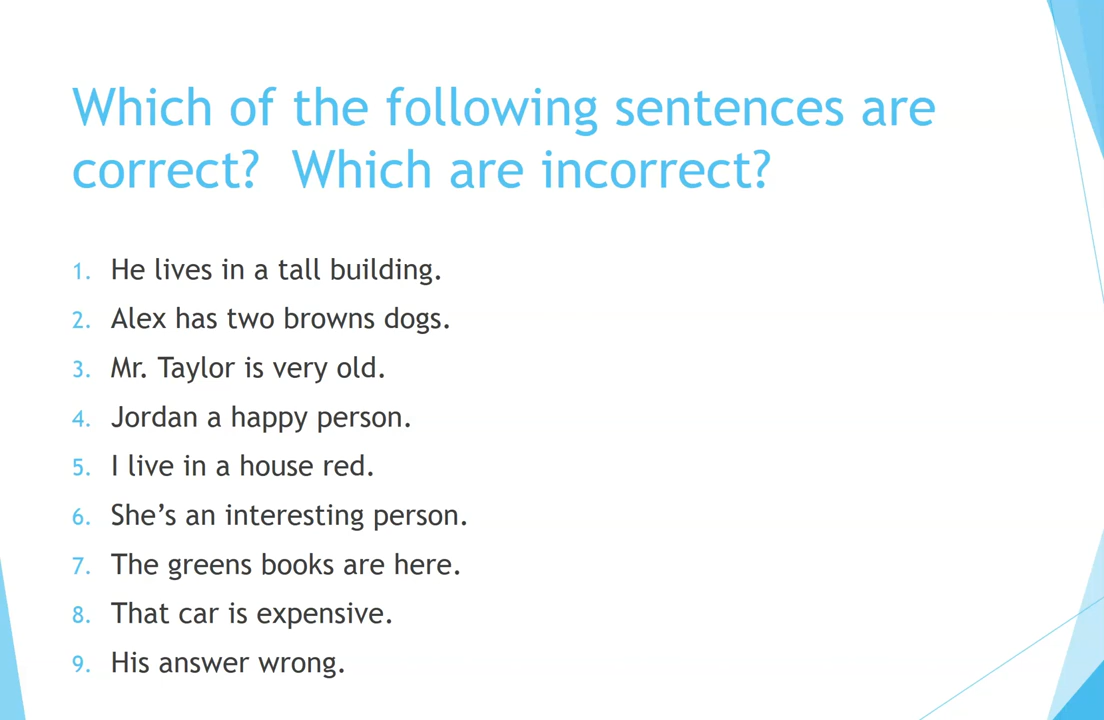 Which of the following sentences are
correct?  Which are incorrect?
1. He lives in a tall building.
2. Alex has two browns dogs.
3. Mr. Taylor is very old.
4. Jordan a happy person.
5. I live in a house red.
6. She’s an interesting person.
7. The greens books are here.
8. That car is expensive.
9. His answer wrong.